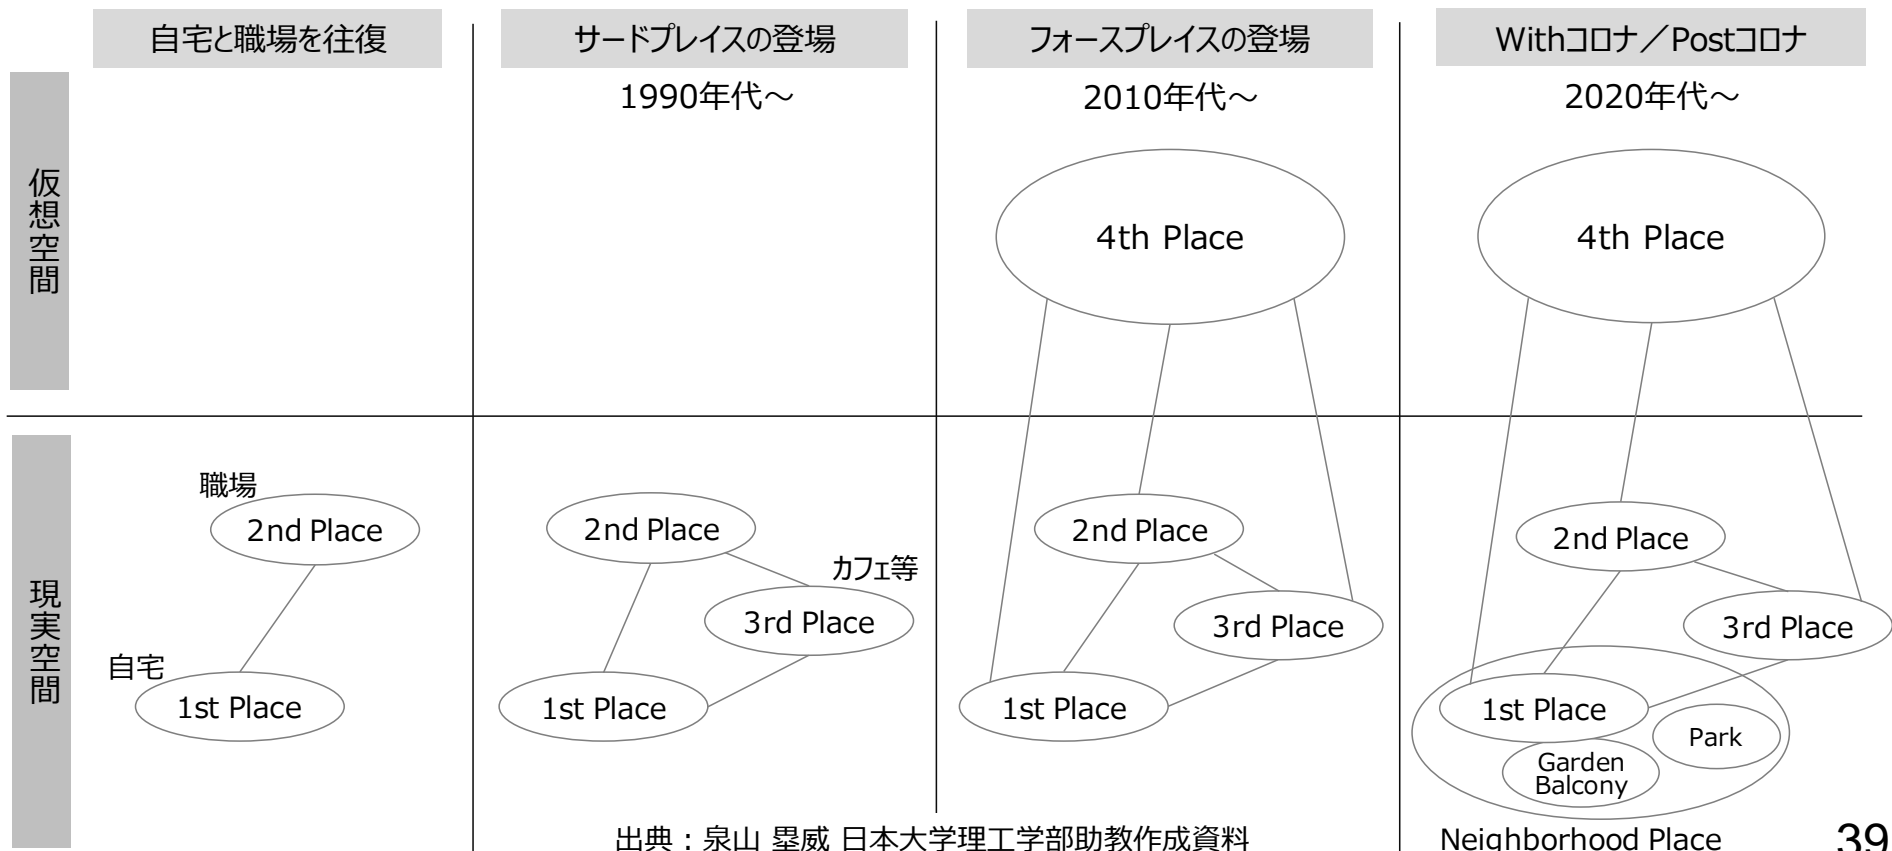 自宅と職場を往復
サードプレイスの登場
フォースプレイスの登場
Withコロナ／Postコロナ
1990年代～
2010年代～
2020年代～
仮想空間
4th Place
4th Place
現実空間
職場
2nd Place
自宅
1st Place
2nd Place
カフェ等
3rd Place
1st Place
2nd Place
3rd Place
1st Place
2nd Place
3rd Place
1st Place
Park
Garden
Balcony
出典：泉山 塁威 日本大学理工学部助教作成資料
Neighborhood Place
39